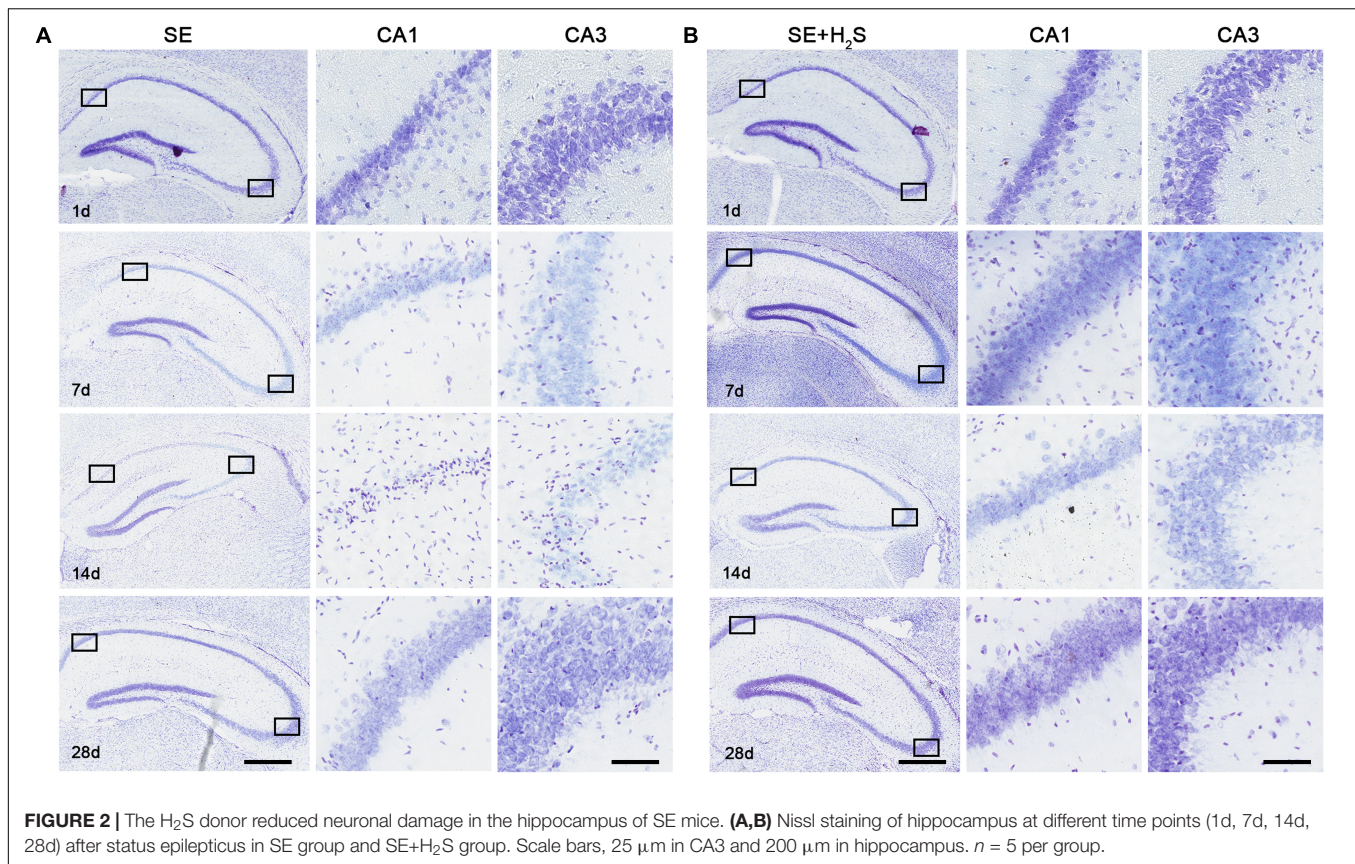 A SE CA1 CA3 B SE+H₂S CA1 CA3
1d 1d
7d 7d
14d 14d
28d 28d
FIGURE 2 | The H₂S donor reduced neuronal damage in the hippocampus of SE mice. (A,B) Nissl staining of hippocampus at different time points (1d, 7d, 14d,
28d) after status epilepticus in SE group and SE+H₂S group. Scale bars, 25 μm in CA3 and 200 μm in hippocampus. n = 5 per group.